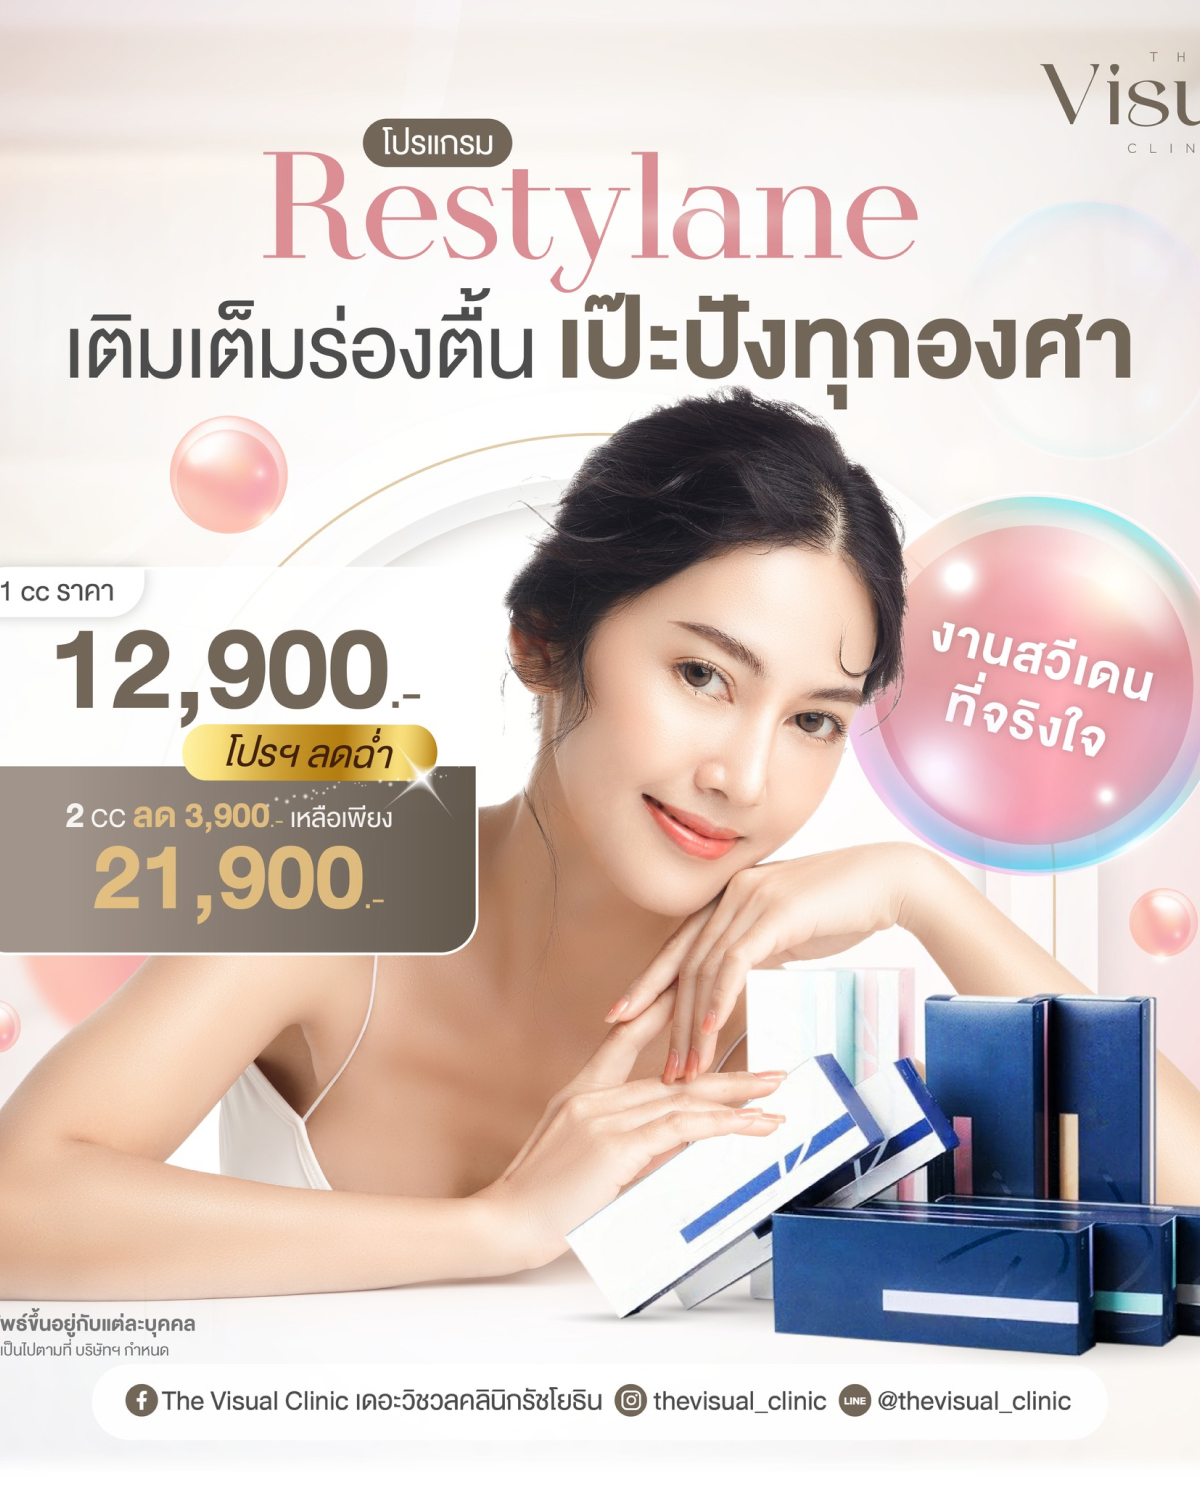 TH
Visu
CLIN
โปรแกรม
Restylane
เติมเต็มร่องตื้น เป๊ะปังทุกองศา
1 cc ราคา
12,900.-
โปรฯ ลดฉ่ำ
2 cc ลด 3,900.- เหลือเพียง
21,900.-
งานสวีเดน
ที่จริงใจ
พธ์ขึ้นอยู่กับแต่ละบุคคล
เป็นไปตามที่ บริษัทฯ กำหนด
The Visual Clinic เดอะวิชวลคลินิกรัชโยธิน thevisual_clinic LINE @thevisual_clinic